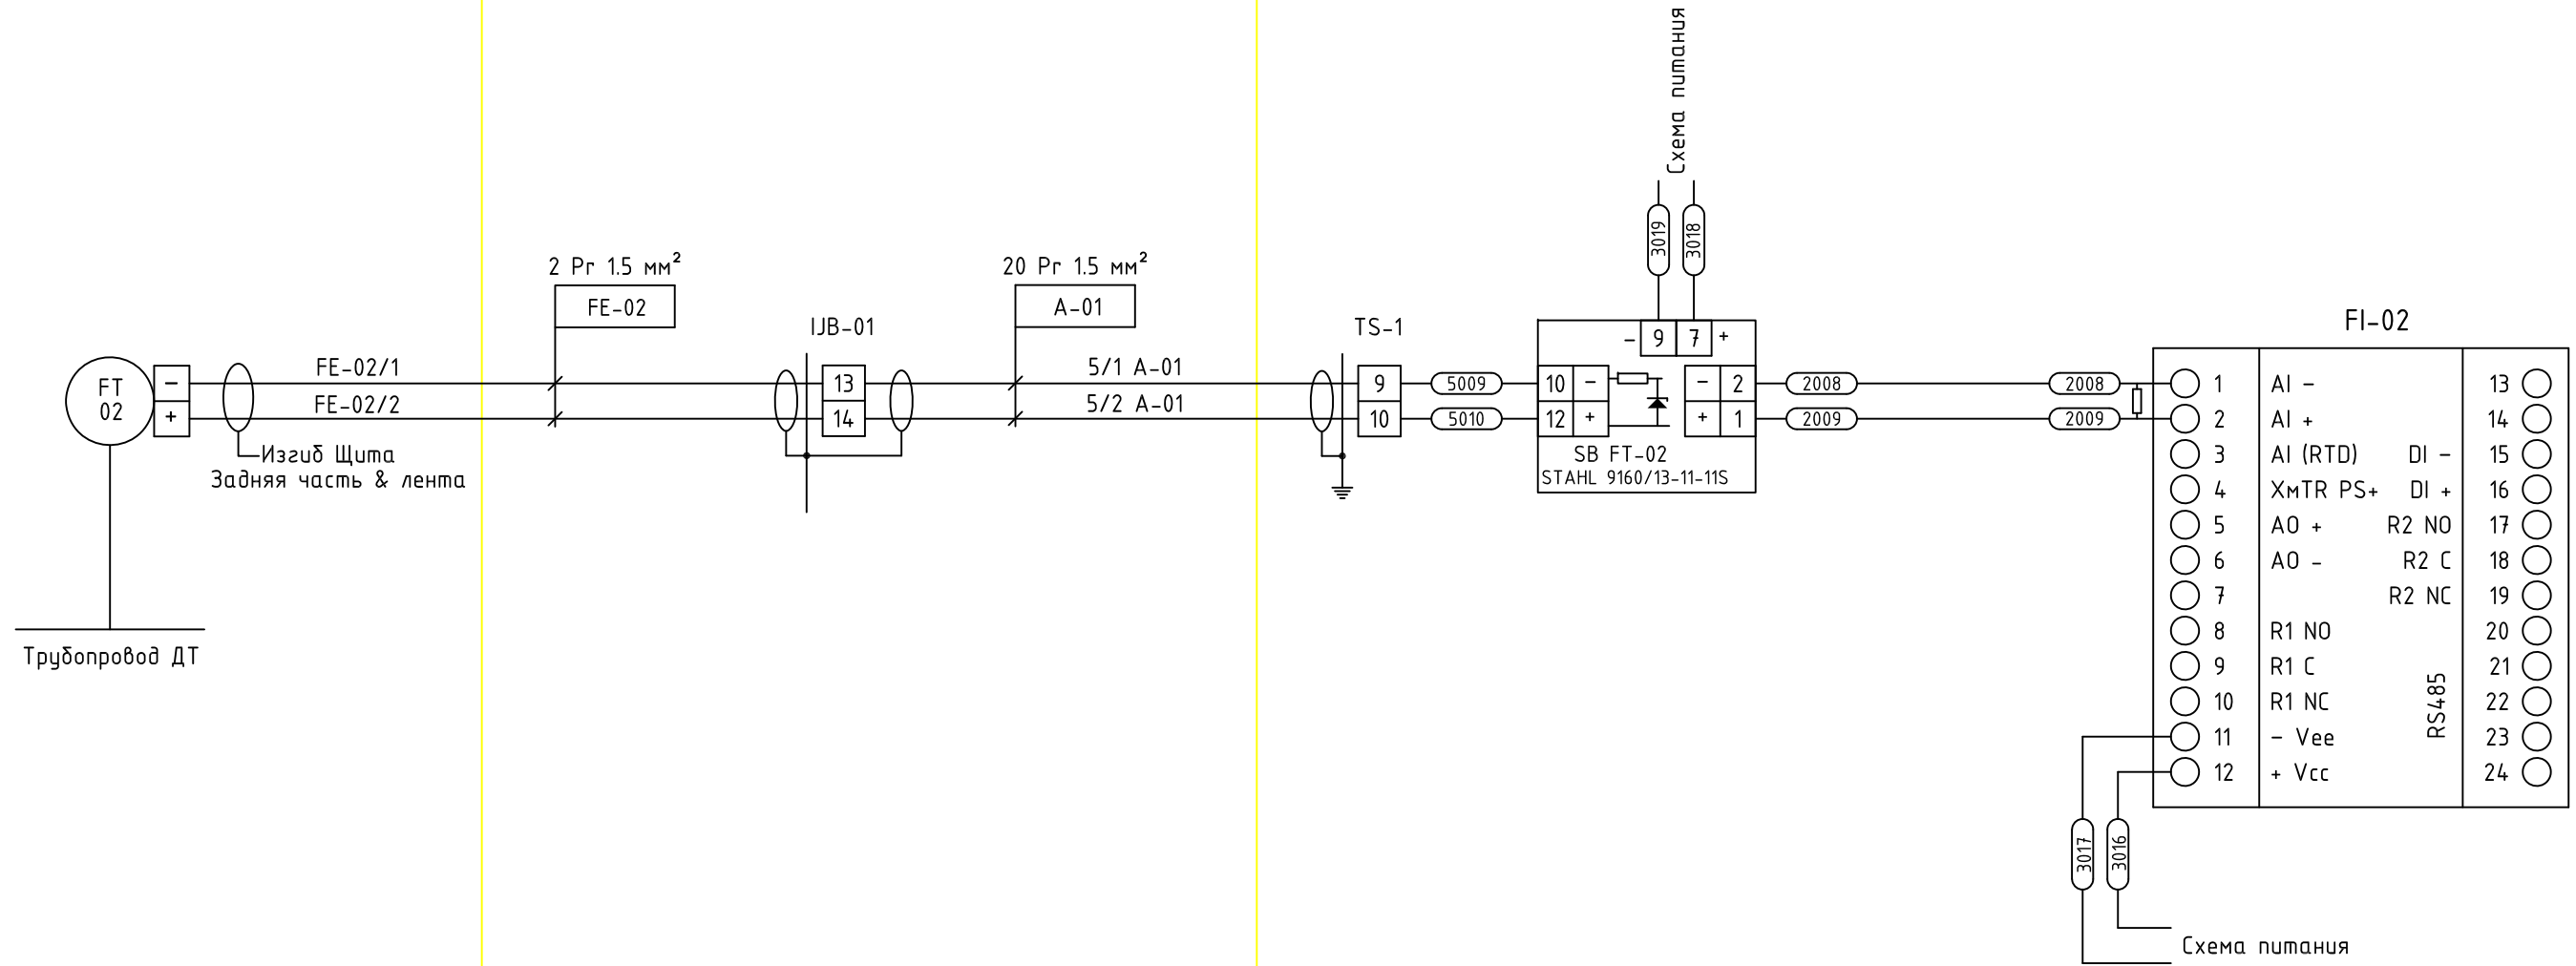 Схема питания
3019
3018
2 Pr 1.5 мм²
FE-02
20 Pr 1.5 мм²
A-01
IJB-01
TS-1
FI-02
- 9 7 +
FT
02
-
+
FE-02/1
FE-02/2
13
14
5/1 A-01
5/2 A-01
9
10
5009
5010
10 -
12 +
- 2
+ 1
2008
2009
2008
2009
SB FT-02
STAHL 9160/13-11-11S
Изгиб Щита
Задняя часть & лента
Трубопровод ДТ
1 AI - 13
2 AI + 14
3 AI (RTD) DI - 15
4 XмTR PS+ DI + 16
5 AO + R2 NO 17
6 AO - R2 C 18
7 R2 NC 19
8 R1 NO 20
9 R1 C 21
10 R1 NC 22
11 - Vee 23
12 + Vcc 24
RS485
3017
3016
Схема питания